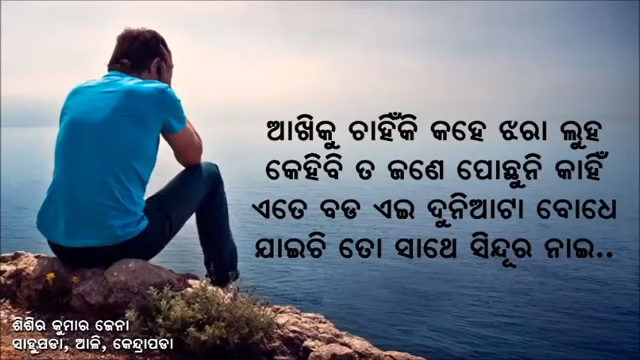 ଆଖିକୁ ଚାହିଁକି କହେ ଝରା ଲୁହ
କେହିବି ତ ଜଣେ ପୋଛୁନି କାହିଁ
ଏତେ ବଡ ଏଇ ଦୁନିଆଟା ବୋଧେ
ଯାଇଚି ତୋ ସାଥେ ସିନ୍ଦୂର ନାଇ..
ଶିଶିର କୁମାର ଜେନା
ସାହୁପଡା, ଆଳି, କେନ୍ଦ୍ରାପଡା